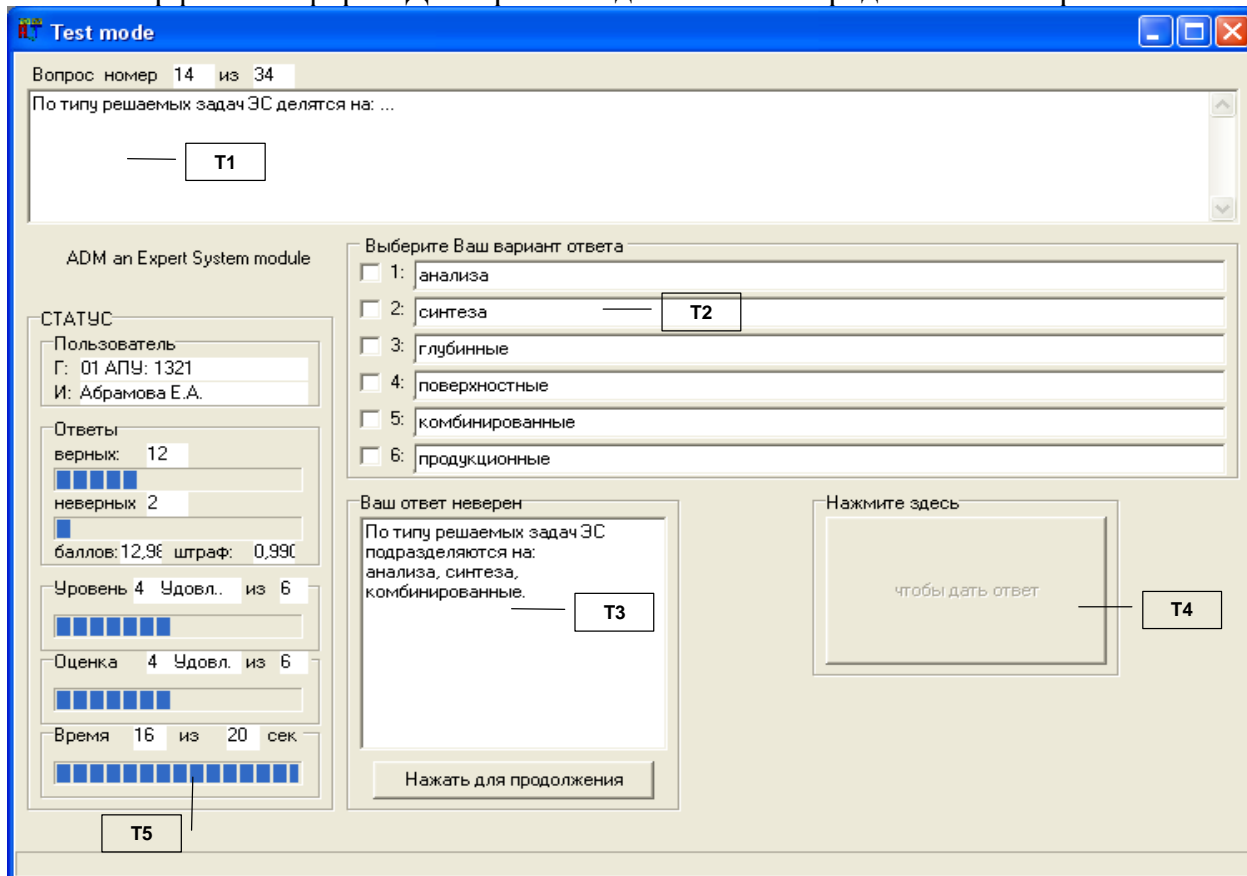 Test mode
Вопрос номер 14 из 34
По типу решаемых задач ЭС делятся на: ...
T1
ADM an Expert System module
Выберите Ваш вариант ответа
1: анализа
2: синтеза
T2
3: глубинные
4: поверхностные
5: комбинированные
6: продукционные
СТАТУС
Пользователь
Г: 01 АПУ: 1321
И: Абрамова Е.А.
Ответы
верных: 12
неверных 2
баллов: 12,98 штраф: 0,990
Уровень 4 Удовл.. из 6
Оценка 4 Удовл. из 6
Время 16 из 20 сек
T5
Ваш ответ неверен
По типу решаемых задач ЭС
подразделяются на:
анализа, синтеза,
комбинированные.
T3
Нажать для продолжения
Нажмите здесь
чтобы дать ответ
T4